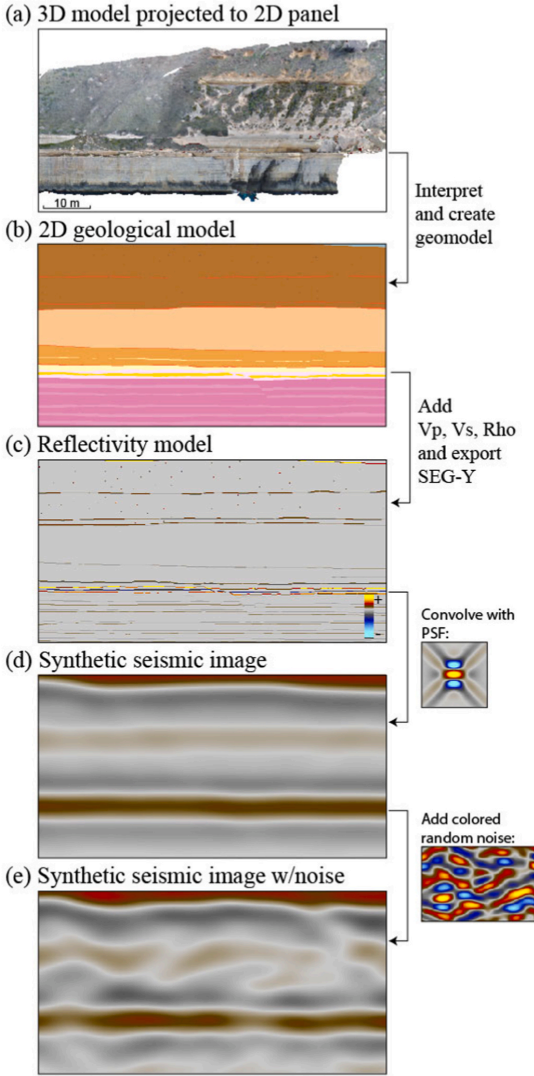 (a) 3D model projected to 2D panel
10 m
Interpret
and create
geomodel
(b) 2D geological model
Add
Vp, Vs, Rho
and export
SEG-Y
(c) Reflectivity model
+
-
Convolve with
PSF:
(d) Synthetic seismic image
Add colored
random noise:
(e) Synthetic seismic image w/noise